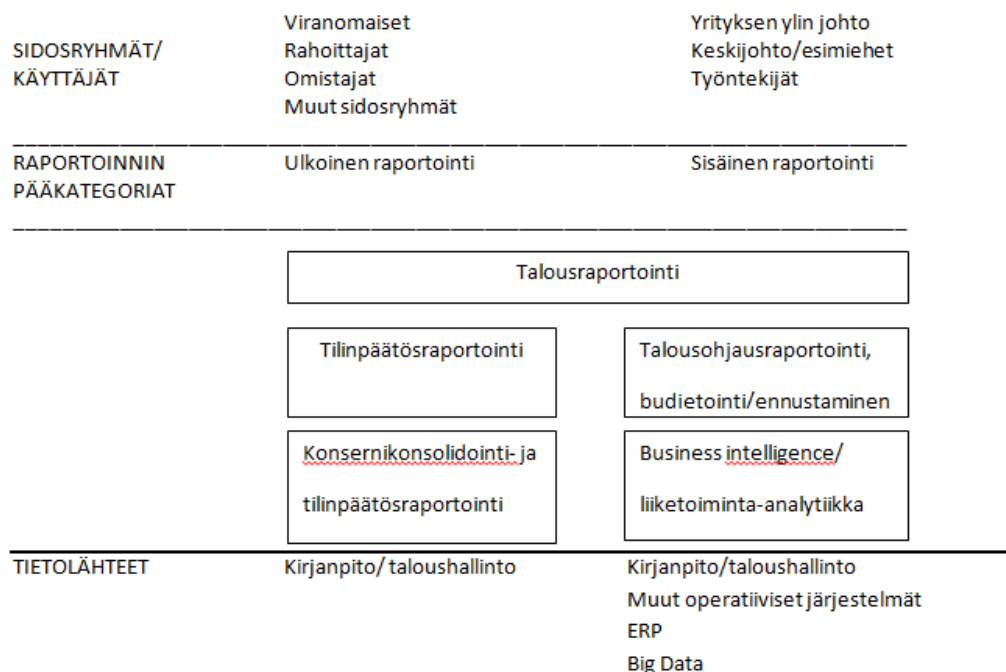 SIDOSRYHMÄT/
KÄYTTÄJÄT
Viranomaiset
Rahoittajat
Omistajat
Muut sidosryhmät
Yrityksen ylin johto
Keskijohto/esimiehet
Työntekijät
RAPORTOINNIN
PÄÄKATEGORIAT
Ulkoinen raportointi
Sisäinen raportointi
Talousraportointi
Tilinpäätösraportointi
Talousohjausraportointi,
budjetointi/ennustaminen
Konsernikonsolidointi- ja
tilinpäätösraportointi
Business intelligence/
liiketoiminta-analytiikka
TIETOLÄHTEET
Kirjanpito/ taloushallinto
Kirjanpito/taloushallinto
Muut operatiiviset järjestelmät
ERP
Big Data